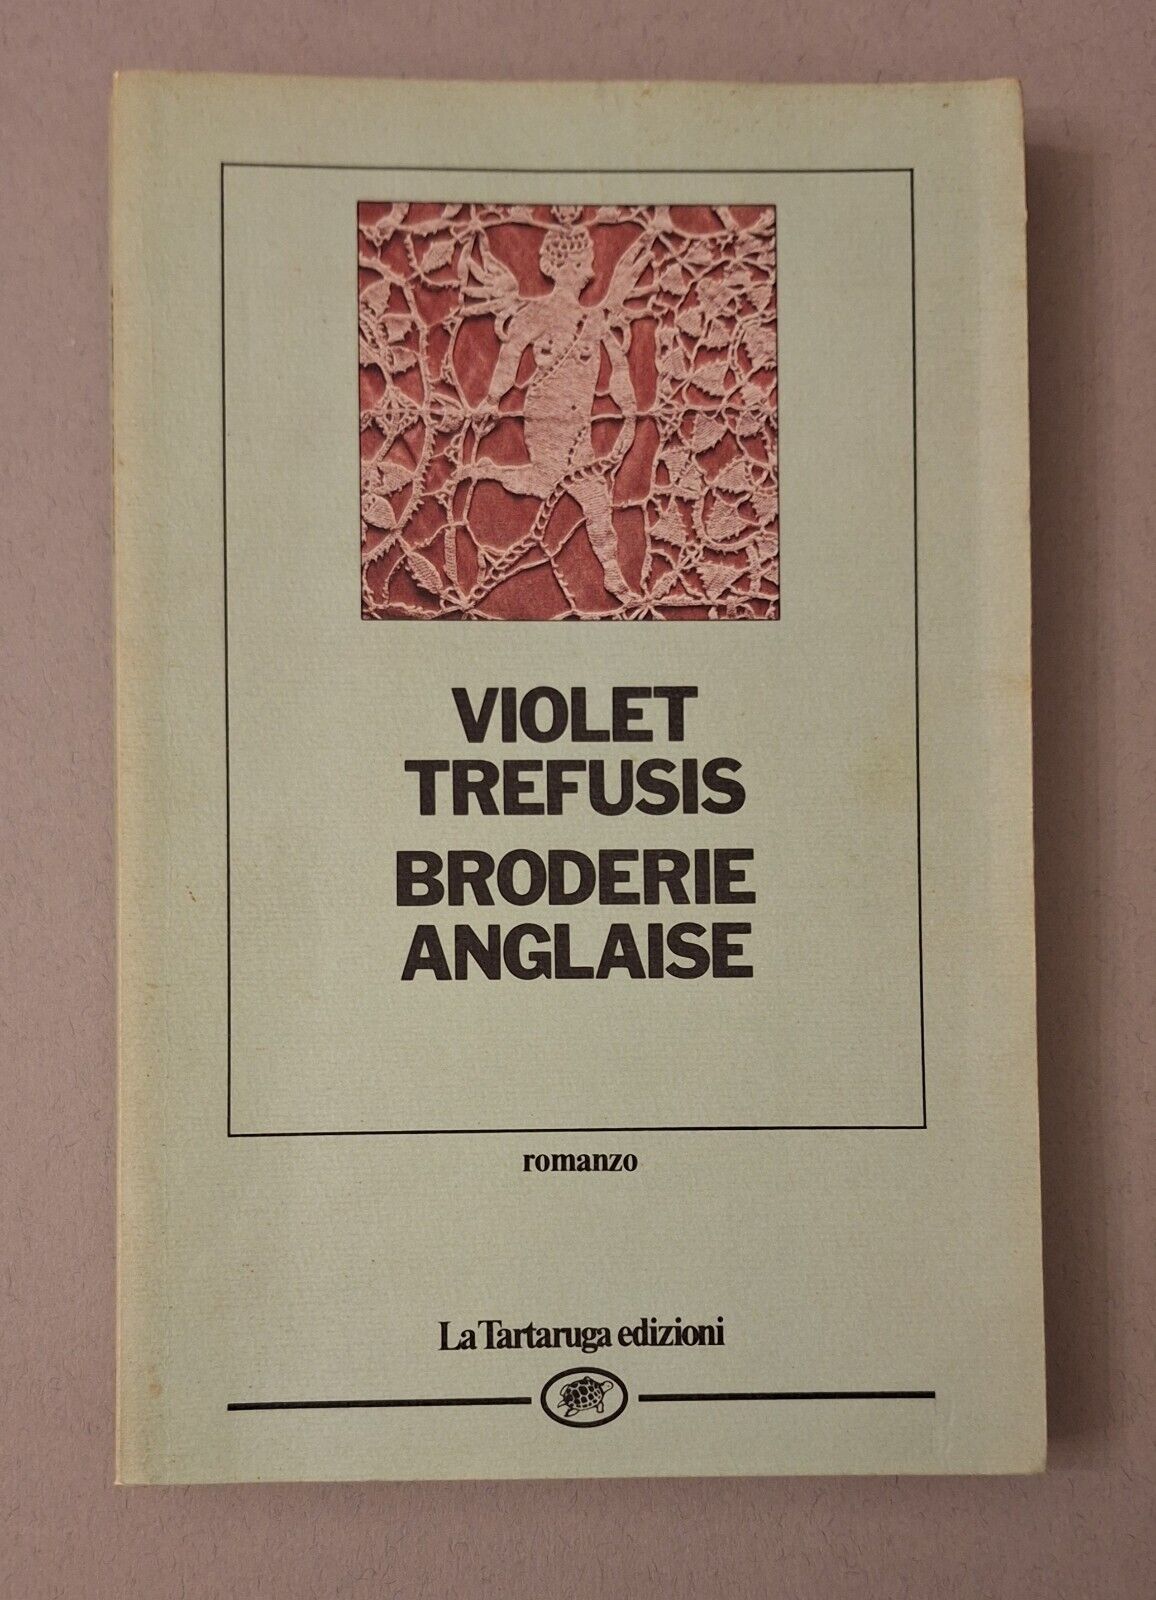 VIOLET
TREFUSIS
BRODERIE
ANGLAISE
romanzo
La Tartaruga edizioni